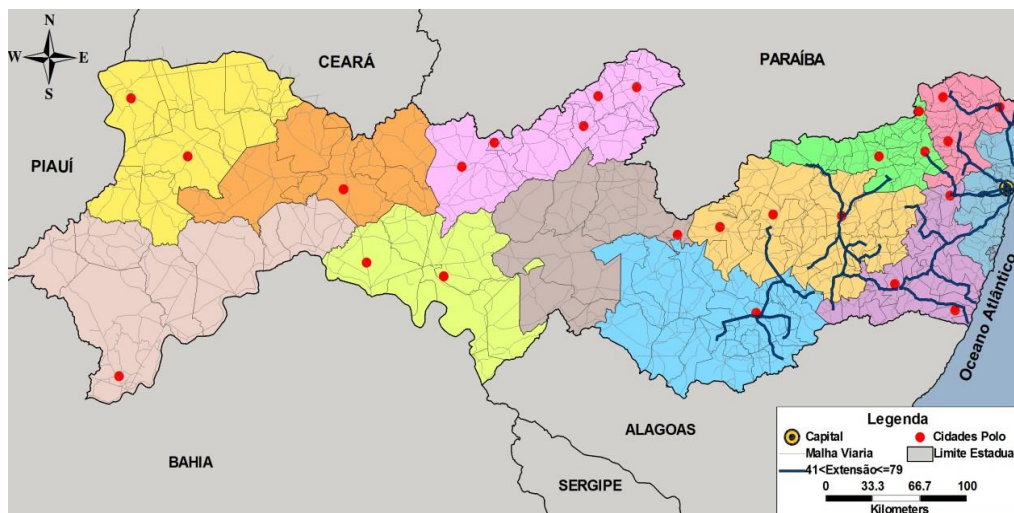 N
W E
S
CEARÁ
PARAÍBA
PIAUÍ
Oceano Atlântico
ALAGOAS
BAHIA
SERGIPE
Legenda
Capital
Cidades Polo
Malha Viaria
Limite Estadua
41<Extensão<=79
0 33.3 66.7 100
Kilometers